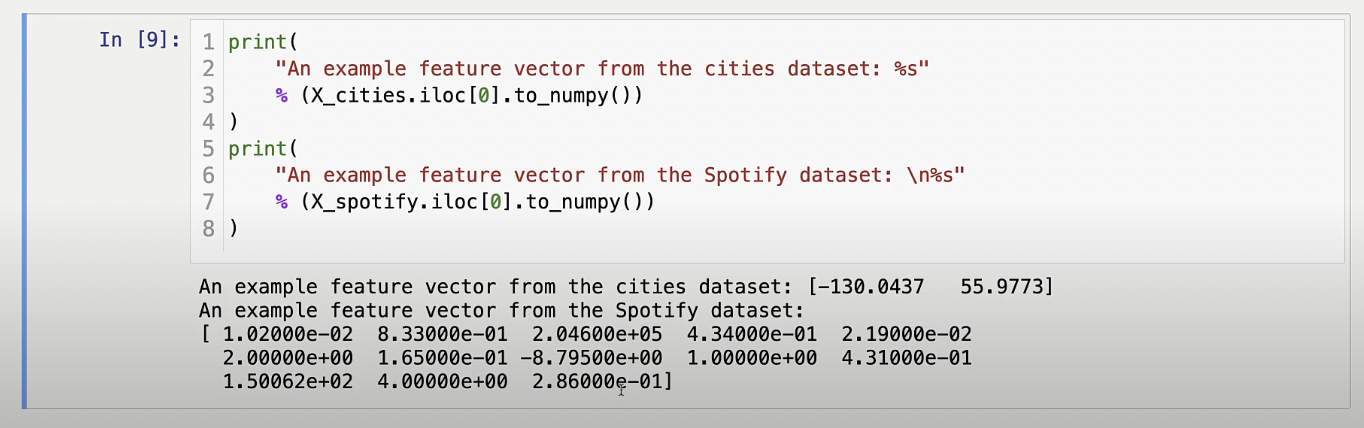 In [9]:
1 print(
2     "An example feature vector from the cities dataset: %s"
3     % (X_cities.iloc[0].to_numpy())
4 )
5 print(
6     "An example feature vector from the Spotify dataset: \n%s"
7     % (X_spotify.iloc[0].to_numpy())
8 )
An example feature vector from the cities dataset: [-130.0437   55.9773]
An example feature vector from the Spotify dataset:
[ 1.02000e-02  8.33000e-01  2.04600e+05  4.34000e-01  2.19000e-02
  2.00000e+00  1.65000e-01 -8.79500e+00  1.00000e+00  4.31000e-01
  1.50062e+02  4.00000e+00  2.86000e-01]